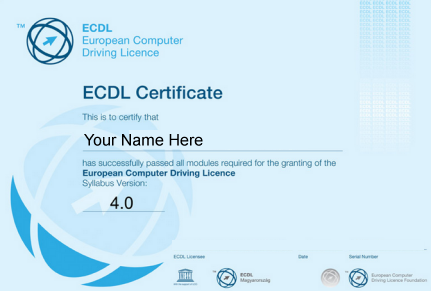 TM
ECDL
European Computer
Driving Licence
ECDL Certificate
This is to certify that
Your Name Here
has successfully passed all modules required for the granting of the
European Computer Driving Licence
Syllabus Version:
4.0
ECDL Licensee
Date
Serial Number
ECDL
Magyarország
European Computer
Driving Licence Foundation